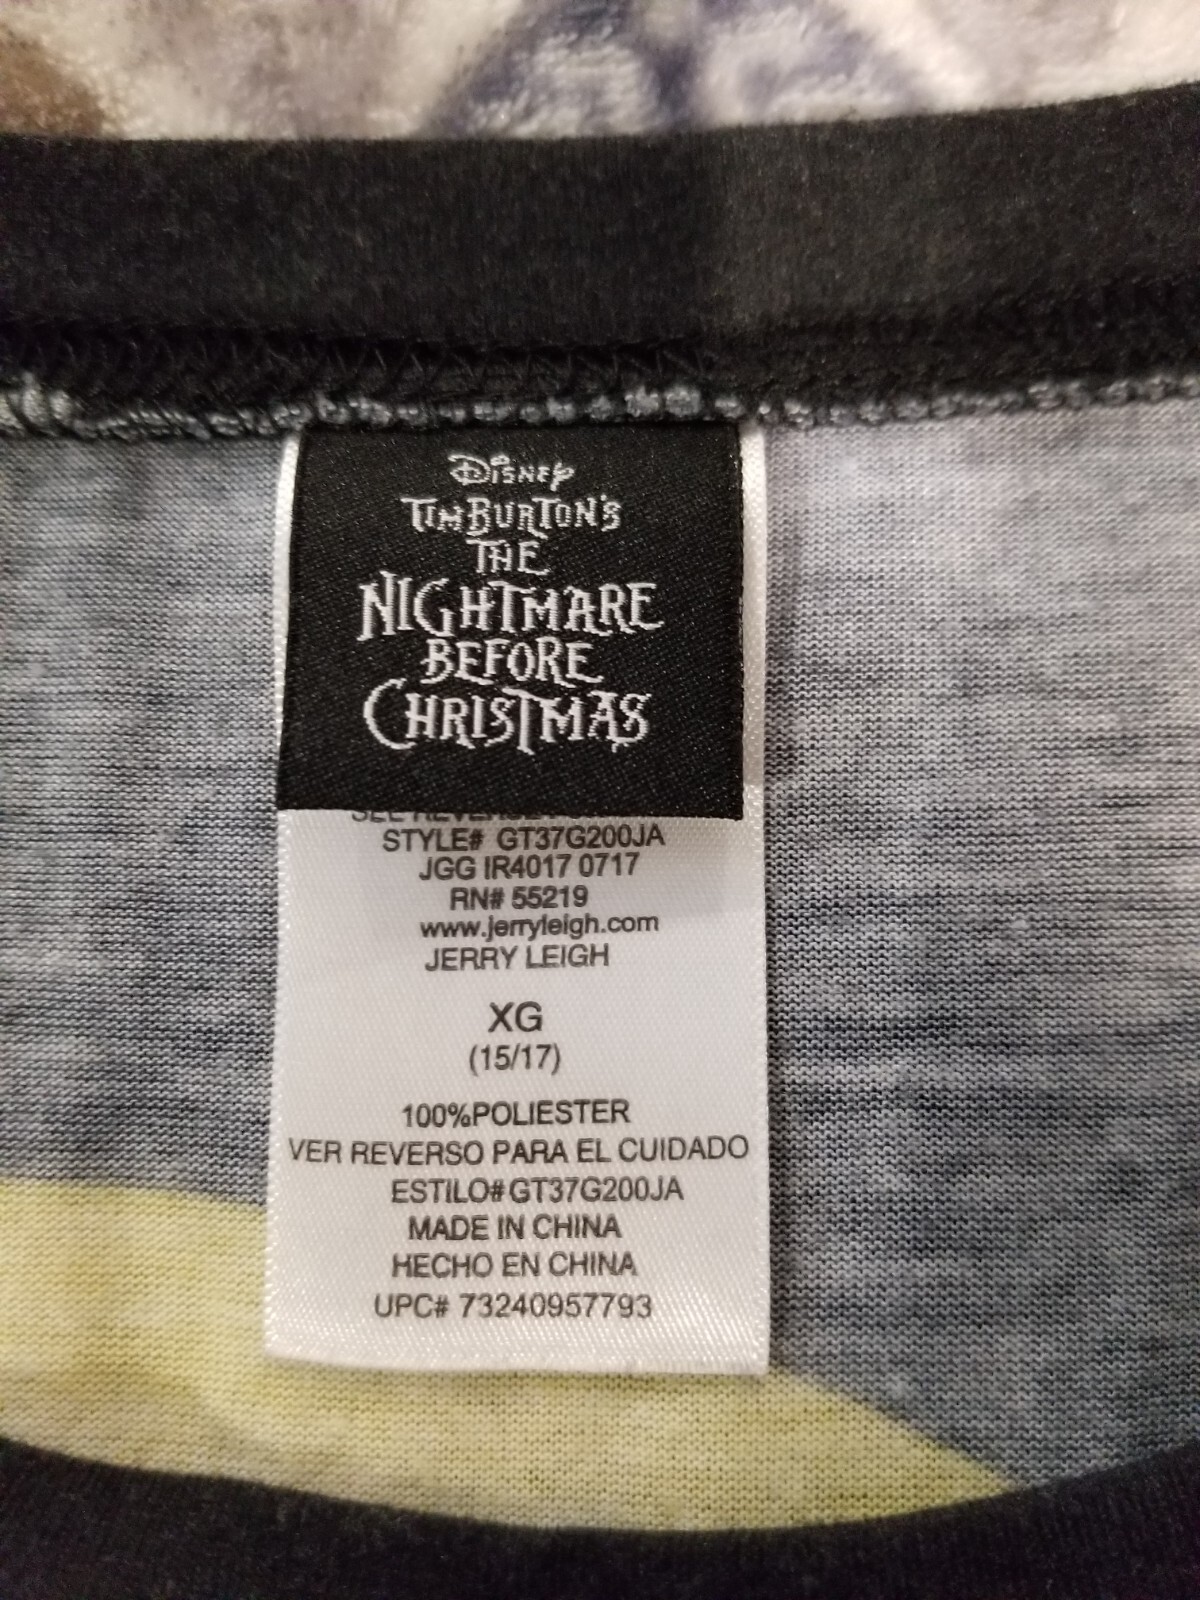 Disney
TIM BURTON'S
THE
NIGHTMARE
BEFORE
CHRISTMAS
SEE REVERSE
STYLE# GT37G200JA
JGG IR4017 0717
RN# 55219
www.jerryleigh.com
JERRY LEIGH
XG
(15/17)
100%POLIESTER
VER REVERSO PARA EL CUIDADO
ESTILO#GT37G200JA
MADE IN CHINA
HECHO EN CHINA
UPC# 73240957793